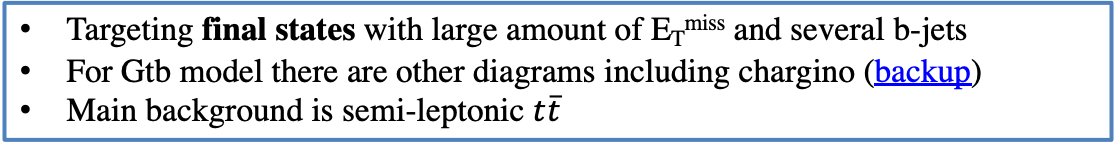 • Targeting final states with large amount of E_T^miss and several b-jets
• For Gtb model there are other diagrams including chargino (backup)
• Main background is semi-leptonic tt̄